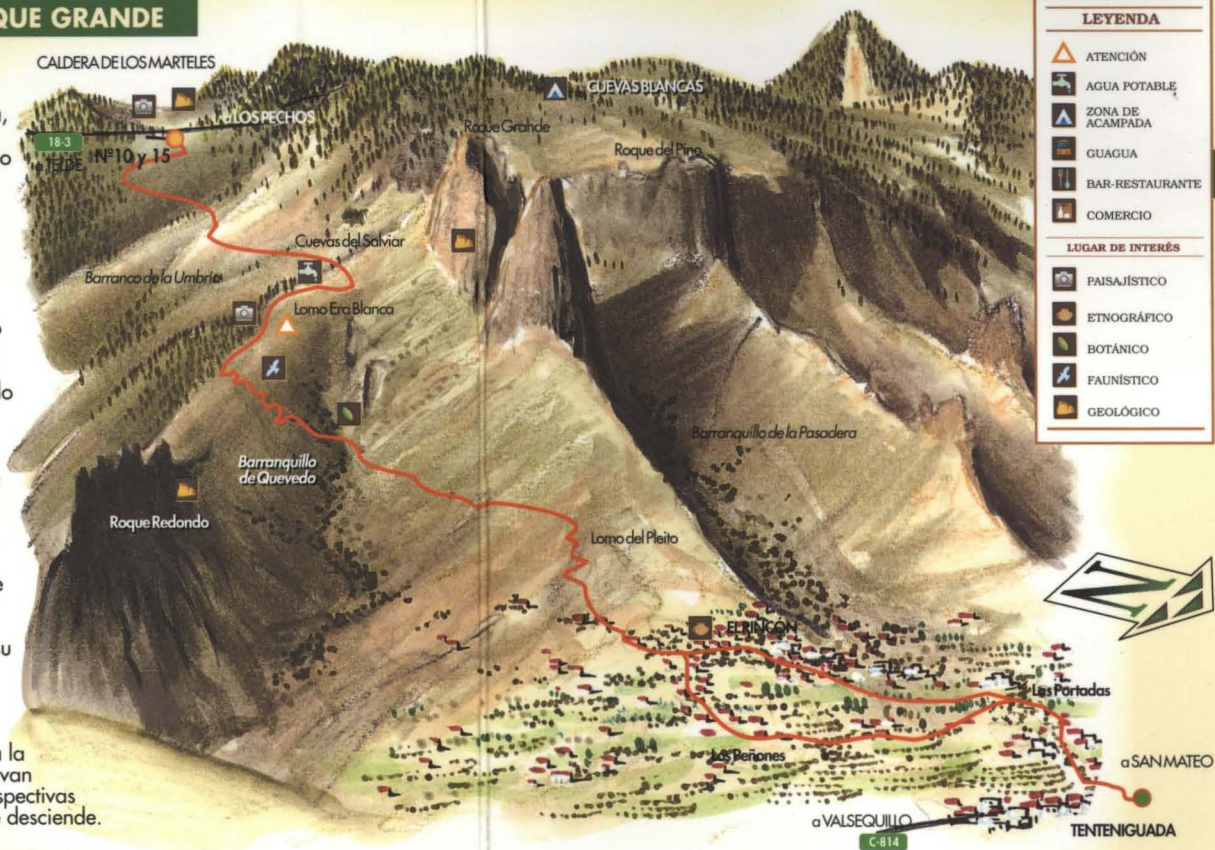 QUE GRANDE
CALDERA DE LOS MARTELES
LOS PECHOS
18-3
a TELDE
Nº10 y 15
CUEVAS BLANCAS
Roque Grande
Roque del Pino
Cuevas del Salviar
Barranco de la Umbría
Lomo Era Blanca
Barranquillo
de Quevedo
Roque Redondo
Barranquillo de la Pasadera
Lomo del Pleito
EL RINCÓN
Las Portadas
Los Peñones
a SAN MATEO
a VALSEQUILLO
C-814
TENTENIGUADA
N
o
o
lo
e
su
a la
van
spectivas
e desciende.
LEYENDA
ATENCIÓN
AGUA POTABLE
ZONA DE
ACAMPADA
GUAGUA
BAR-RESTAURANTE
COMERCIO
LUGAR DE INTERÉS
PAISAJÍSTICO
ETNOGRÁFICO
BOTÁNICO
FAUNÍSTICO
GEOLÓGICO